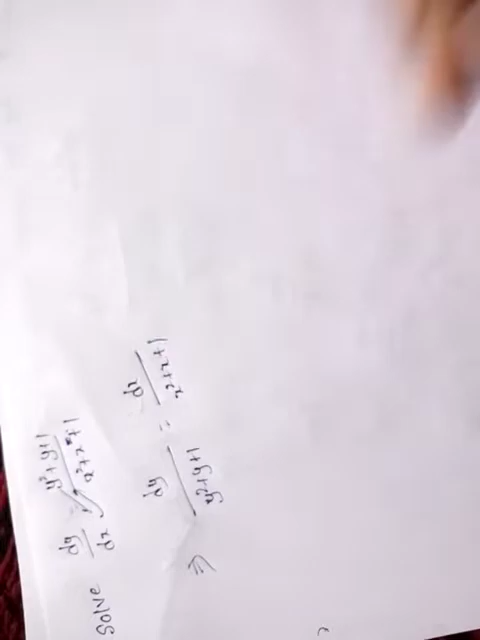 Solve dy/dx = y²+y+1/x²+x+1
⇒ dy/y²+y+1 = dx/x²+x+1